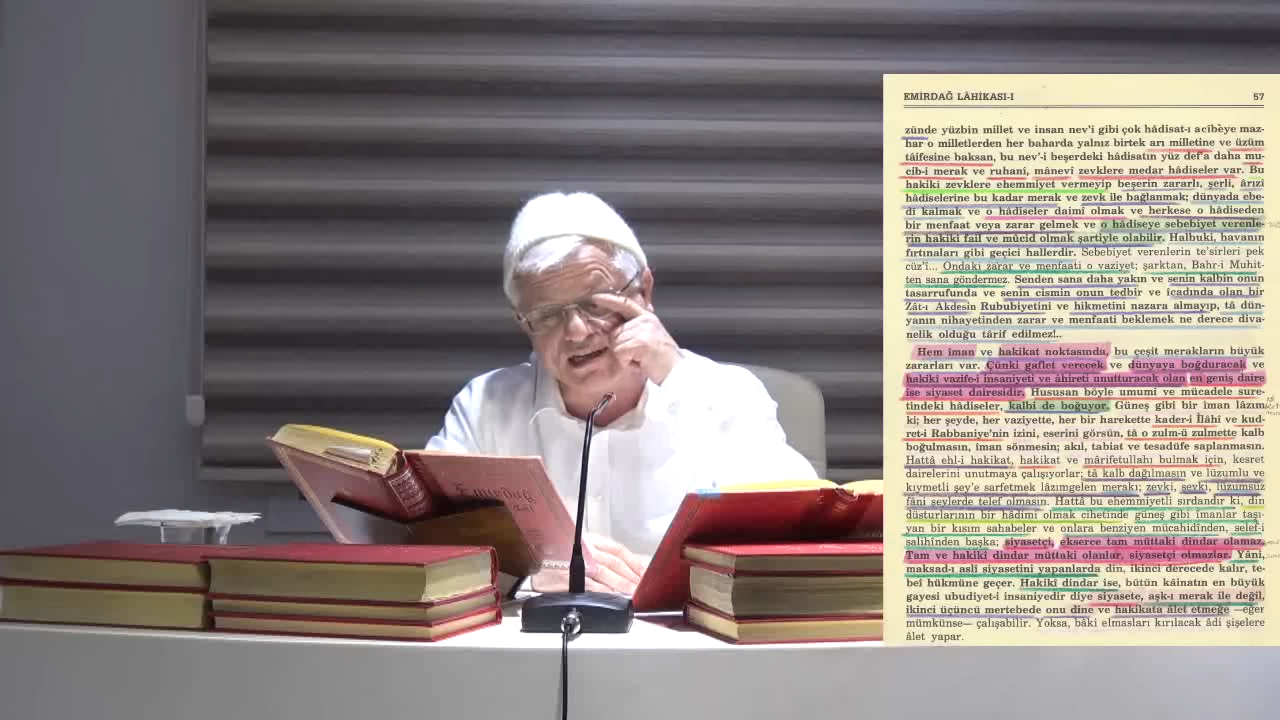 EMİRDAĞ LÂHİKASI-I 57
zünde yüzbin millet ve insan nev'i gibi çok hâdisat-ı acîbeye maz-
har o milletlerden her baharda yalnız birtek arı milletine ve üzüm
tâifesine baksan, bu nev'-i beşerdeki hâdisatın yüz def'a daha mu-
cib-i merak ve ruhanî, mânevî zevklere medar hâdiseler var. Bu
hakikî zevklere ehemmiyet vermeyip beşerin zararlı, şerli, ârızî
hâdiselerine bu kadar merak ve zevk ile bağlanmak; dünyada ebe-
dî kalmak ve o hâdiseler daimî olmak ve herkese o hâdiseden
bir menfaat veya zarar gelmek ve o hâdiseye sebebiyet verenle-
rin hakikî fail ve mûcid olmak şartiyle olabilir. Halbuki, havanın
fırtınaları gibi geçici hallerdir. Sebebiyet verenlerin te'sirleri pek
cüz'î... Ondaki zarar ve menfaati o vaziyet; şarktan, Bahr-i Muhit-
ten sana göndermez. Senden sana daha yakın ve senin kalbin onun
tasarrufunda ve senin cismin onun tedbir ve îcadında olan bir
Zât-ı Akdesin Rububiyetini ve hikmetini nazara almayıp, tâ dün-
yanın nihayetinden zarar ve menfaati beklemek ne derece diva-
nelik olduğu târif edilmez!..
Hem îman ve hakikat noktasında, bu çeşit merakların büyük
zararları var. Çünki gaflet verecek ve dünyaya boğduracak ve
hakikî vazife-i insaniyeti ve âhireti unutturacak olan en geniş daire
ise siyaset dairesidir. Hususan böyle umumî ve mücadele sure-
tindeki hâdiseler, kalbi de boğuyor. Güneş gibi bir îman lâzım
ki; her şeyde, her vaziyette, her bir harekette kader-i İlâhî ve kud-
ret-i Rabbaniye'nin izini, eserini görsün, tâ o zulm-ü zulmette kalb
boğulmasın, îman sönmesin; akıl, tabiat ve tesadüfe saplanmasın.
Hattâ ehl-i hakikat, hakikat ve mârifetullahı bulmak için, kesret
dairelerini unutmaya çalışıyorlar; tâ kalb dağılmasın ve lüzumlu ve
kıymetli şey'e sarfetmek lâzımgelen merakı; zevki, şevki, lüzumsuz
fâni şeylerde telef olmasın. Hattâ bu ehemmiyetli sırdandır ki, din
düsturlarının bir hâdimi olmak cihetinde güneş gibi imanlar taşı-
yan bir kısım sahabeler ve onlara benziyen mücahidînden, selef-i
salihînden başka; siyasetçi, ekserce tam müttaki dindar olamaz.
Tam ve hakikî dindar müttaki olanlar, siyasetçi olmazlar. Yâni,
maksad-ı aslî siyasetini yapanlarda din, ikinci derecede kalır, te-
beî hükmüne geçer. Hakikî dindar ise, bütün kâinatın en büyük
gayesi ubudiyet-i insaniyedir diye siyasete, aşk-ı merak ile değil,
ikinci üçüncü mertebede onu dine ve hakikata âlet etmeğe —eğer
mümkünse— çalışabilir. Yoksa, bâki elmasları kırılacak âdi şişelere
âlet yapar.